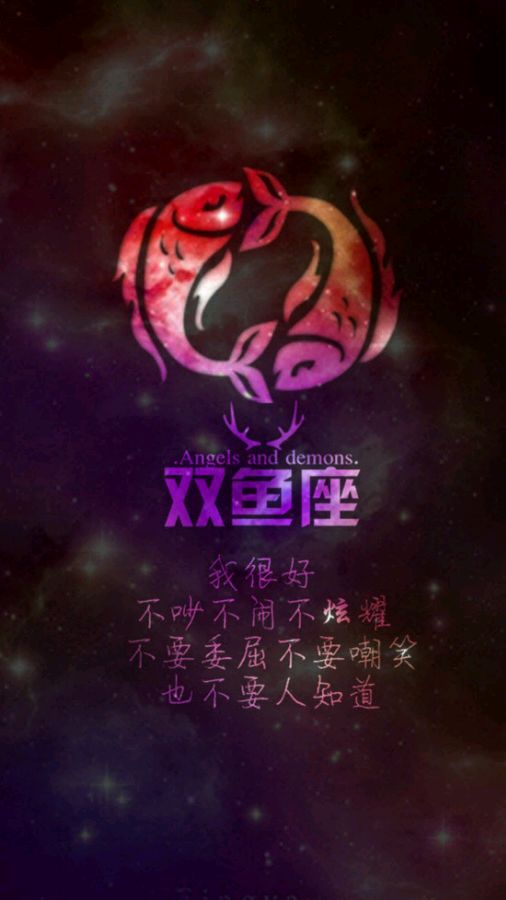 .Angels and demons.
双鱼座
我很好
不吵不闹不炫耀
不要委屈不要嘲笑
也不要人知道